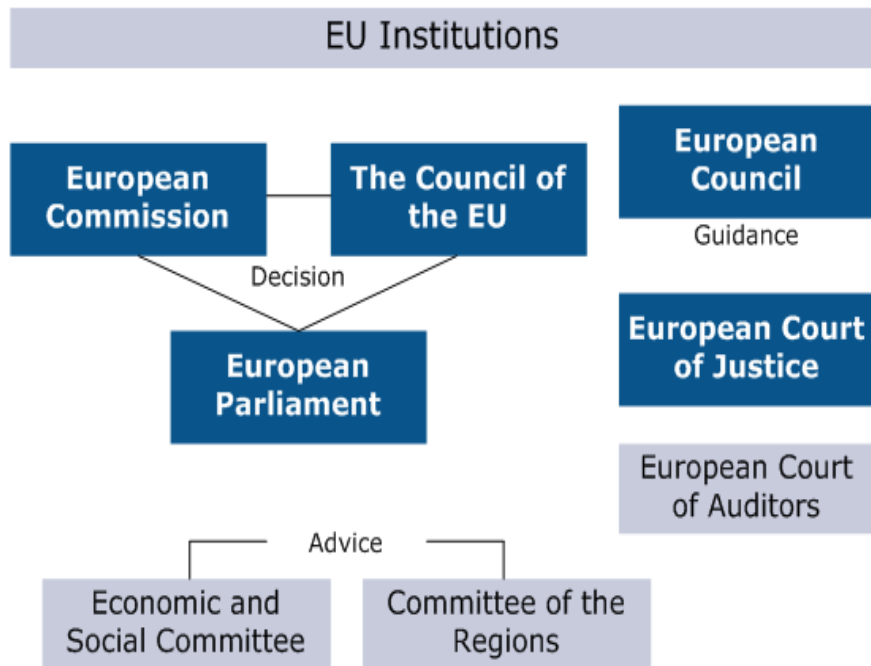 EU Institutions
European
Commission
The Council of
the EU
European
Council
Guidance
Decision
European
Parliament
European Court
of Justice
European Court
of Auditors
Advice
Economic and
Social Committee
Committee of the
Regions